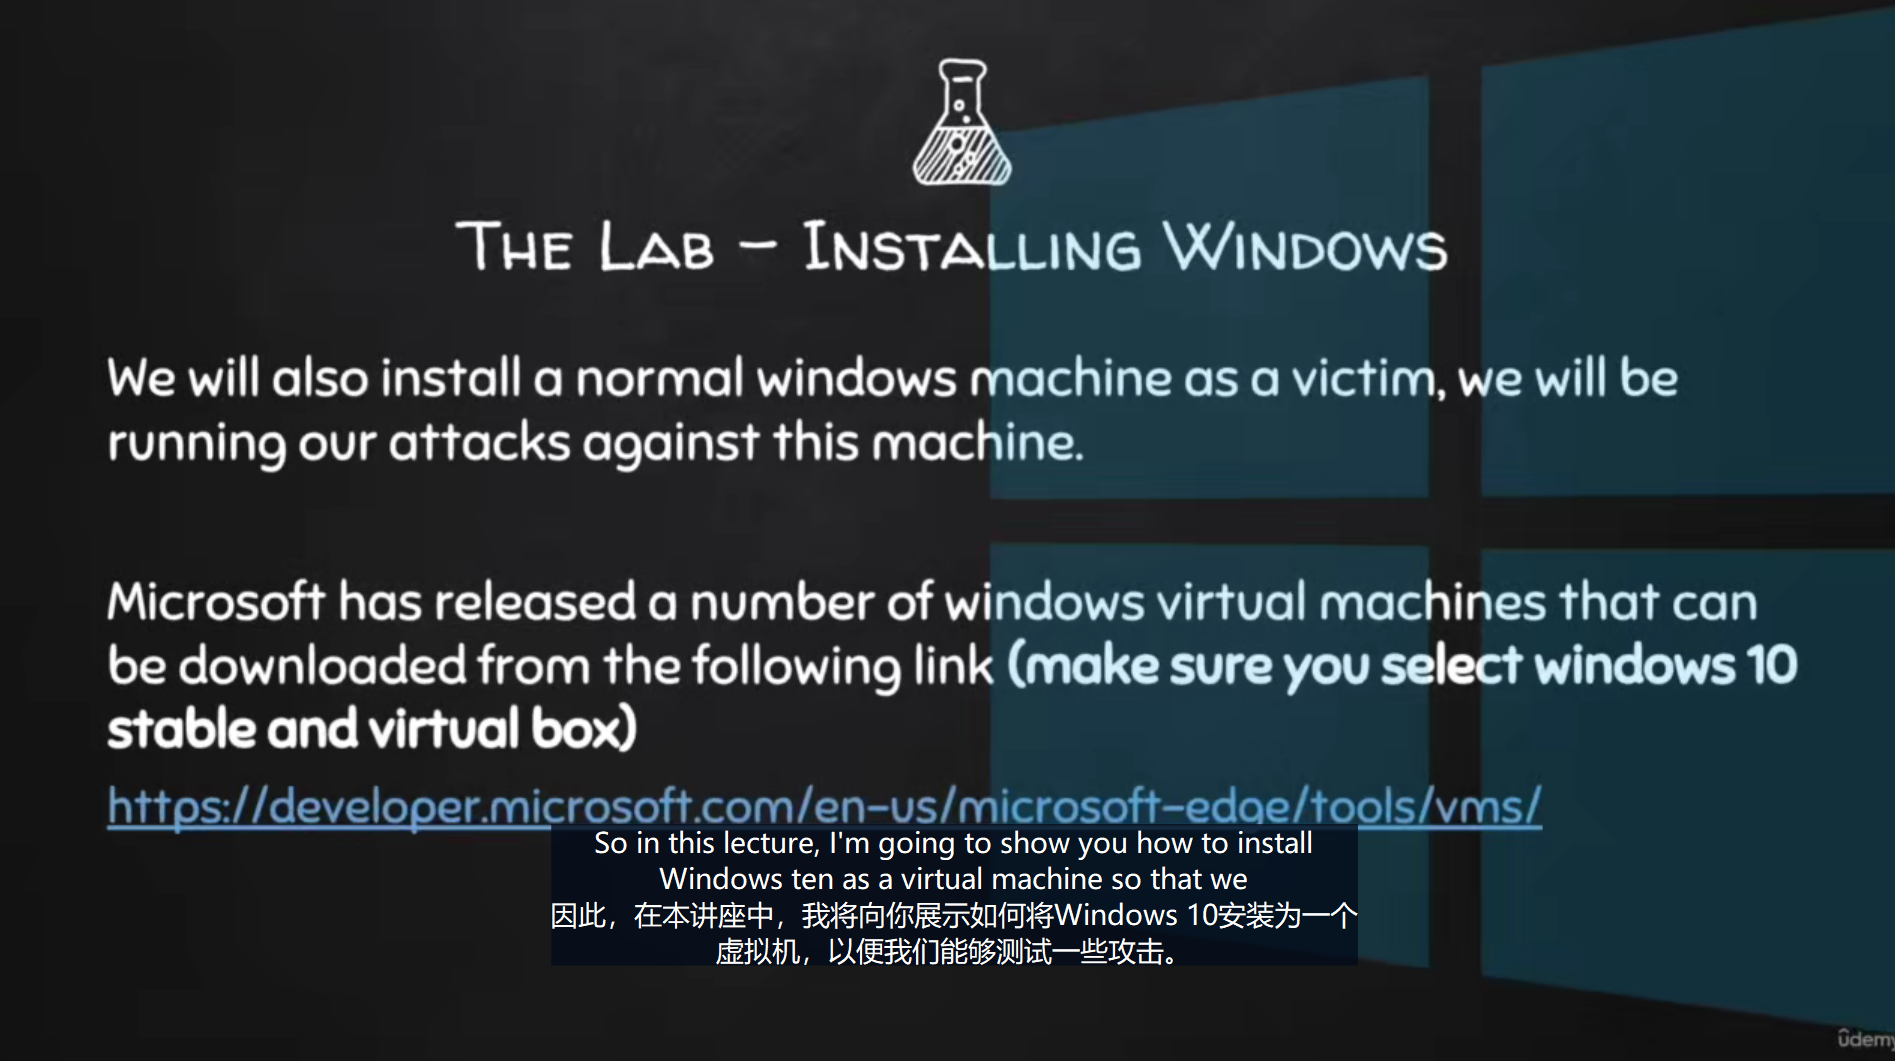 THE LAB - INSTALLING WINDOWS
We will also install a normal windows machine as a victim, we will be
running our attacks against this machine.
Microsoft has released a number of windows virtual machines that can
be downloaded from the following link (make sure you select windows 10
stable and virtual box)
https://developer.microsoft.com/en-us/microsoft-edge/tools/vms/
So in this lecture, I'm going to show you how to install
Windows ten as a virtual machine so that we
因此，在本讲座中，我将向你展示如何将Windows 10安装为一个
虚拟机，以便我们能够测试一些攻击。
ûdemy